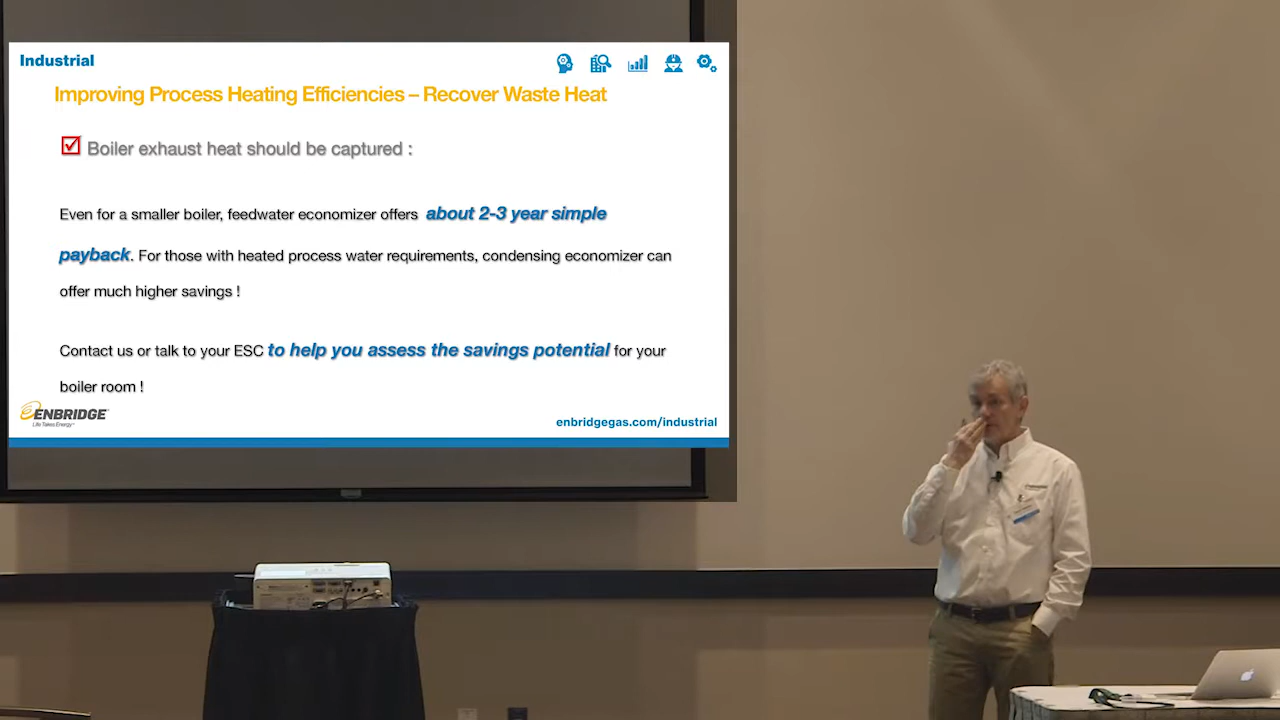 Industrial
Improving Process Heating Efficiencies – Recover Waste Heat
Boiler exhaust heat should be captured :
Even for a smaller boiler, feedwater economizer offers about 2-3 year simple
payback. For those with heated process water requirements, condensing economizer can
offer much higher savings !
Contact us or talk to your ESC to help you assess the savings potential for your
boiler room !
ENBRIDGE
Life Takes Energy™
enbridgegas.com/industrial